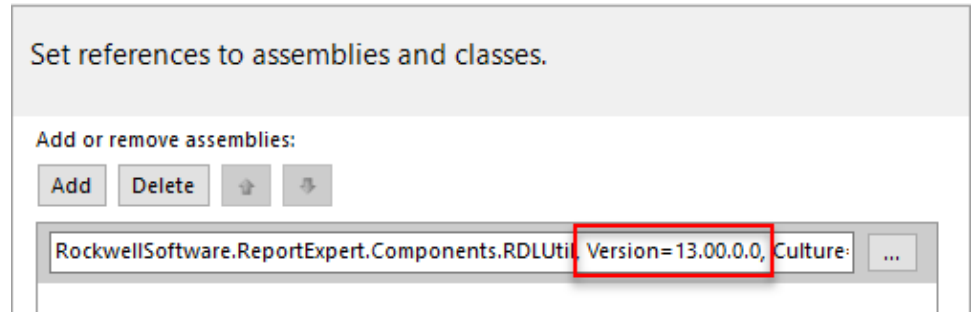 Set references to assemblies and classes.
Add or remove assemblies:
Add Delete
RockwellSoftware.ReportExpert.Components.RDLUtil, Version=13.00.0.0, Culture= ...